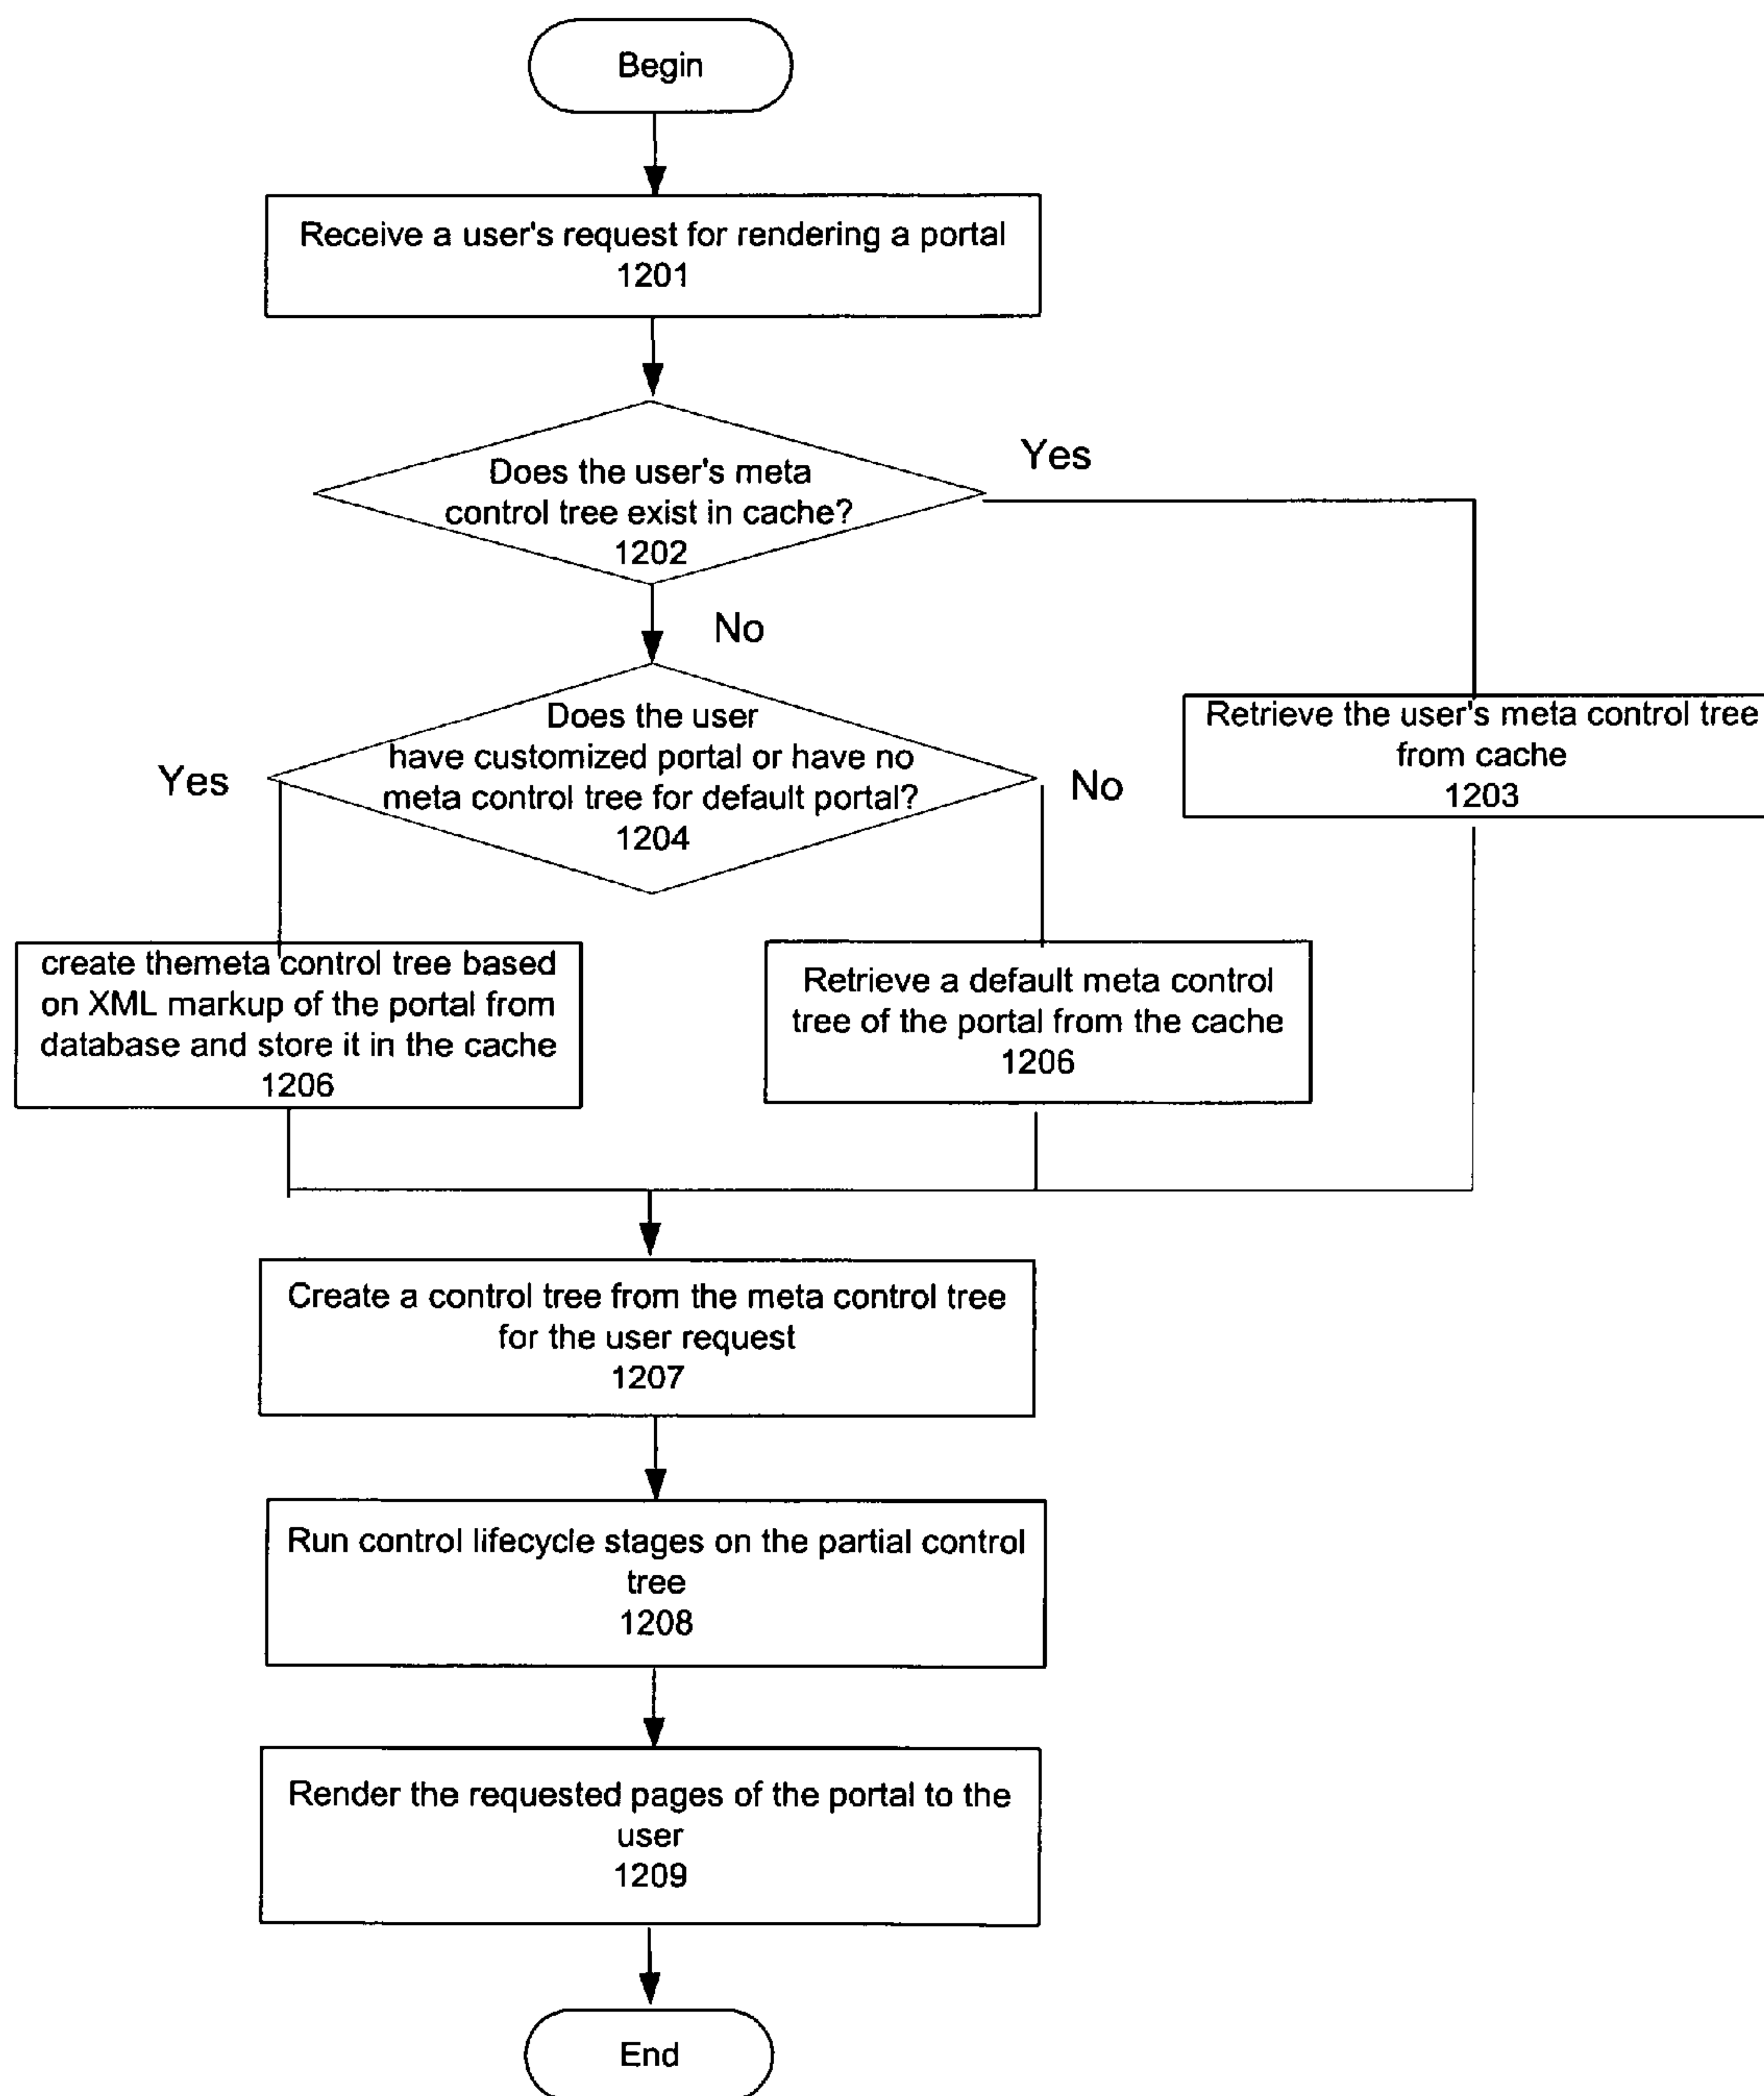 Begin
Receive a user's request for rendering a portal
1201
Does the user's meta
control tree exist in cache?
1202
Yes
No
Does the user
have customized portal or have no
meta control tree for default portal?
1204
Yes
No
Retrieve the user's meta control tree
from cache
1203
create themeta control tree based
on XML markup of the portal from
database and store it in the cache
1206
Retrieve a default meta control
tree of the portal from the cache
1206
Create a control tree from the meta control tree
for the user request
1207
Run control lifecycle stages on the partial control
tree
1208
Render the requested pages of the portal to the
user
1209
End